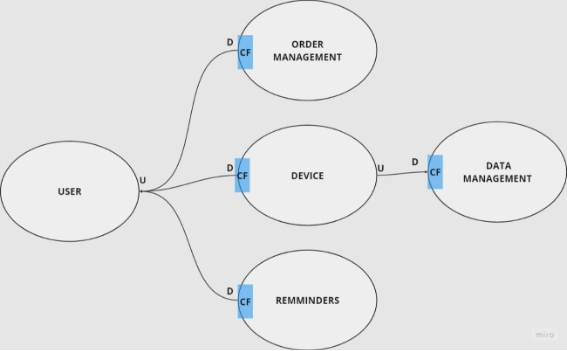 D
CF
ORDER
MANAGEMENT
U
USER
D
CF
DEVICE
U
D
CF
DATA
MANAGEMENT
D
CF
REMMINDERS
miro